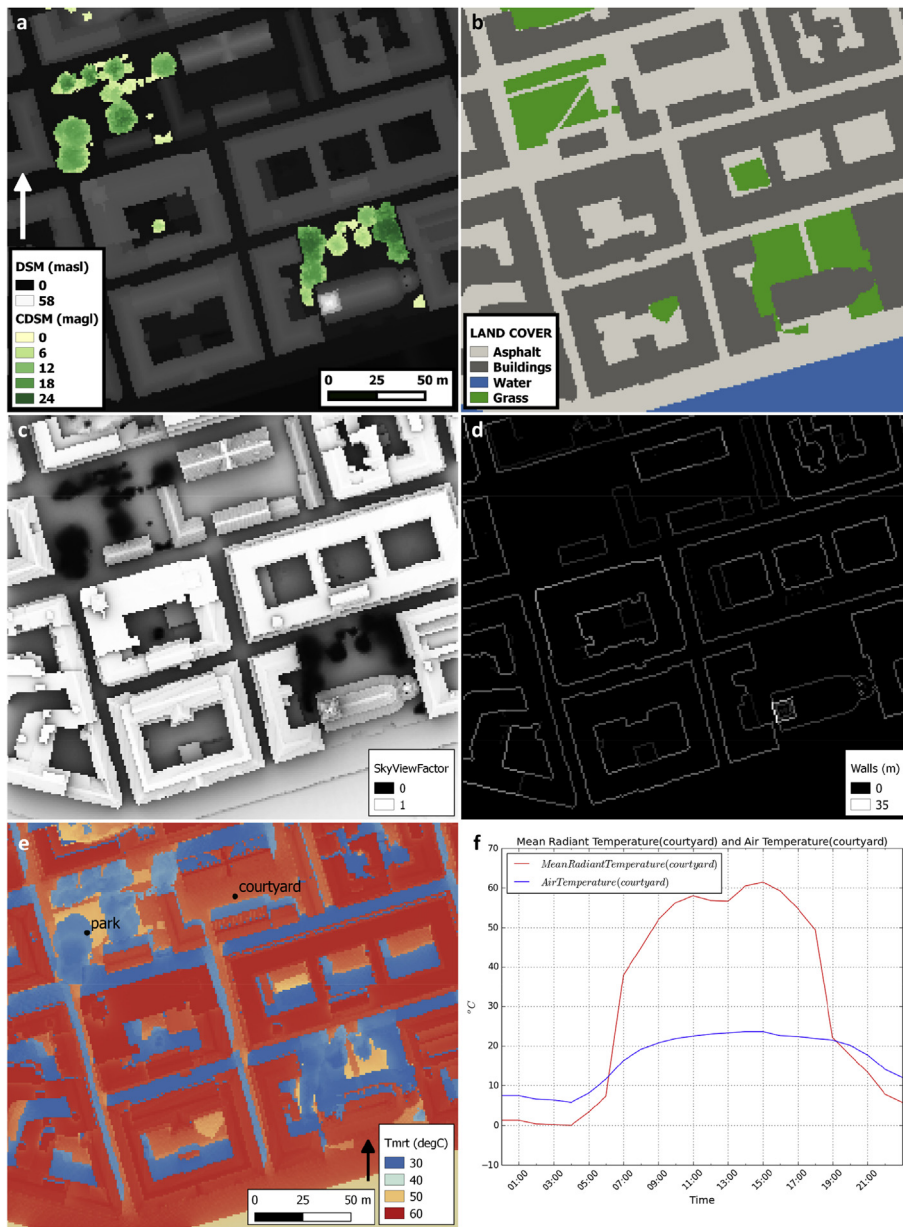 a
DSM (masl)
0
58
CDSM (magl)
0
6
12
18
24
0 25 50 m
b
LAND COVER
Asphalt
Buildings
Water
Grass
c
SkyViewFactor
0
1
d
Walls (m)
0
35
e
courtyard
park
Tmrt (degC)
30
40
50
60
0 25 50 m
f
Mean Radiant Temperature(courtyard) and Air Temperature(courtyard)
MeanRadiantTemperature(courtyard)
AirTemperature(courtyard)
70
60
50
40
30
20
10
0
−10
°C
01:00 03:00 05:00 07:00 09:00 11:00 13:00 15:00 17:00 19:00 21:00
Time